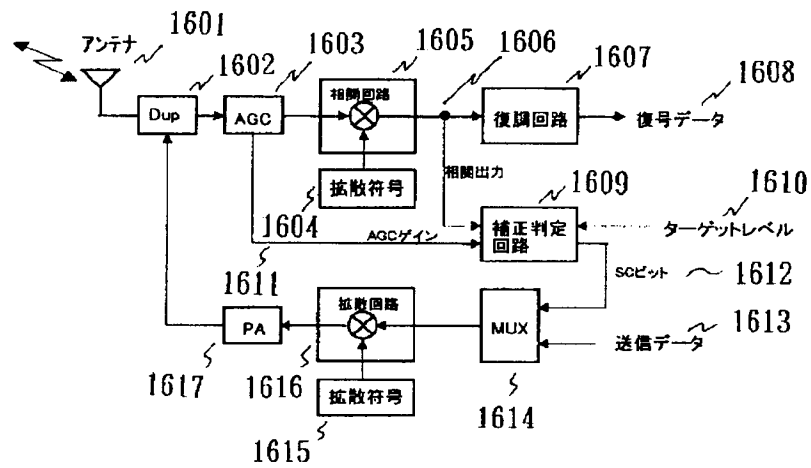 アンテナ
1601
1602
1603
1605
1606
1607
1608
Dup
AGC
相関回路
復調回路
復号データ
拡散符号
1604
相関出力
1609
1610
AGCゲイン
補正判定
回路
ターゲットレベル
1611
SCビット
1612
PA
拡散回路
MUX
送信データ
1613
1617
1616
拡散符号
1614
1615